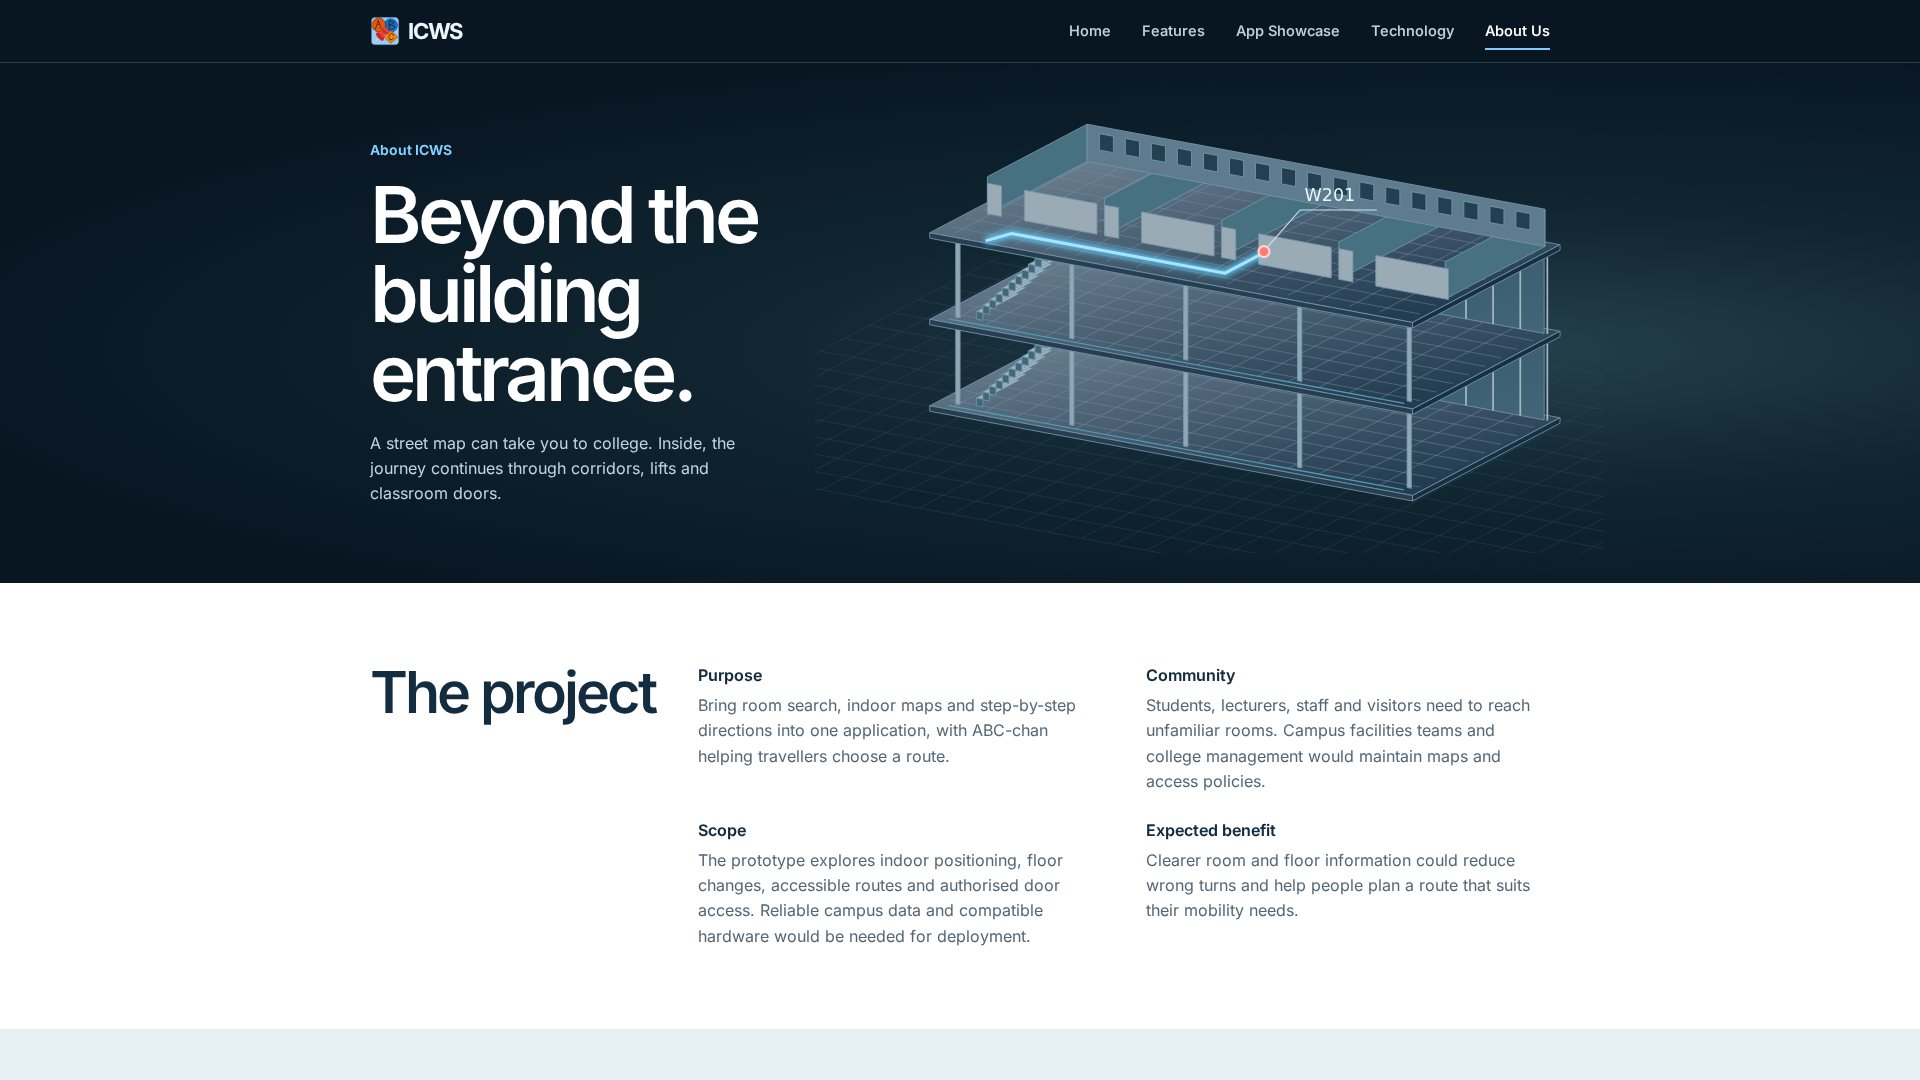 ICWS
Home
Features
App Showcase
Technology
About Us
About ICWS
Beyond the
building
entrance.
A street map can take you to college. Inside, the
journey continues through corridors, lifts and
classroom doors.
W201
The project
Purpose
Bring room search, indoor maps and step-by-step
directions into one application, with ABC-chan
helping travellers choose a route.
Community
Students, lecturers, staff and visitors need to reach
unfamiliar rooms. Campus facilities teams and
college management would maintain maps and
access policies.
Scope
The prototype explores indoor positioning, floor
changes, accessible routes and authorised door
access. Reliable campus data and compatible
hardware would be needed for deployment.
Expected benefit
Clearer room and floor information could reduce
wrong turns and help people plan a route that suits
their mobility needs.